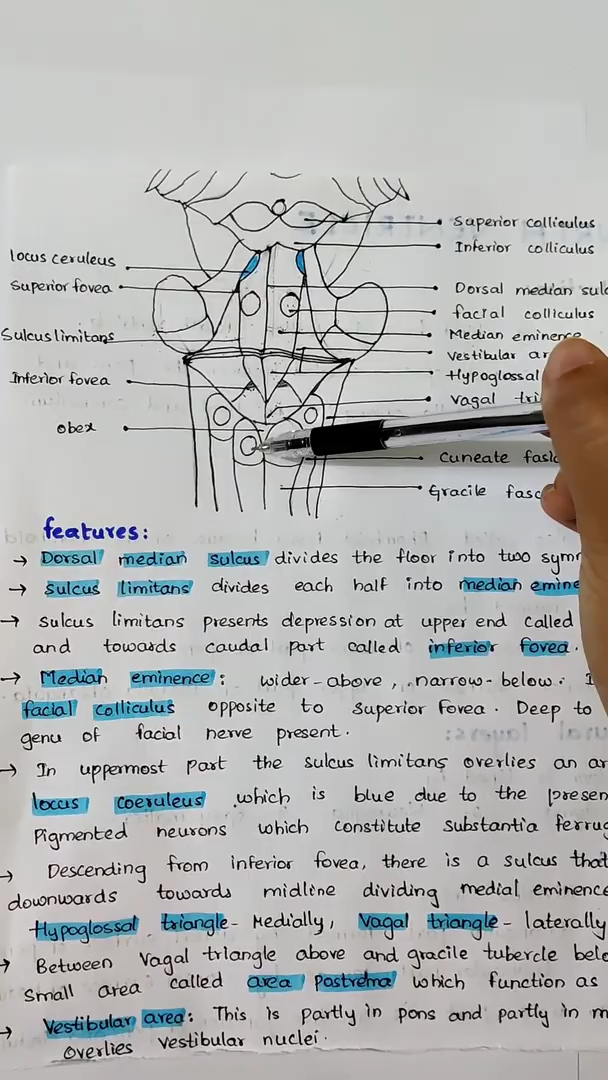 Superior colliculus
Inferior colliculus
locus ceruleus
Superior fovea
Dorsal median
facial colliculus
Sulcus limitans
Median eminence
vestibular
Hypoglossal
Inferior fovea
vagal
obex
Cuneate
Gracile
features:
→ Dorsal median sulcus divides the floor into two
→ sulcus limitans divides each half into median
→ sulcus limitans presents depression at upper end called
and towards caudal part called inferior fovea.
→ Median eminence: wider-above, narrow-below.
facial colliculus opposite to superior fovea. Deep to
genu of facial nerve present.
→ In uppermost part the sulcus limitans overlies an
locus coeruleus which is blue due to the
Pigmented neurons which constitute substantia
→ Descending from inferior fovea, there is a sulcus that
downwards towards midline dividing medial eminence
Hypoglossal triangle- Medially, vagal triangle- laterally
→ Between vagal triangle above and gracile tubercle
small area called area postrema which function as
→ Vestibular area: This is partly in pons and partly in
overlies vestibular nuclei.